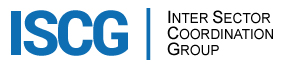 ISCG
Inter Sector
Coordination
Group